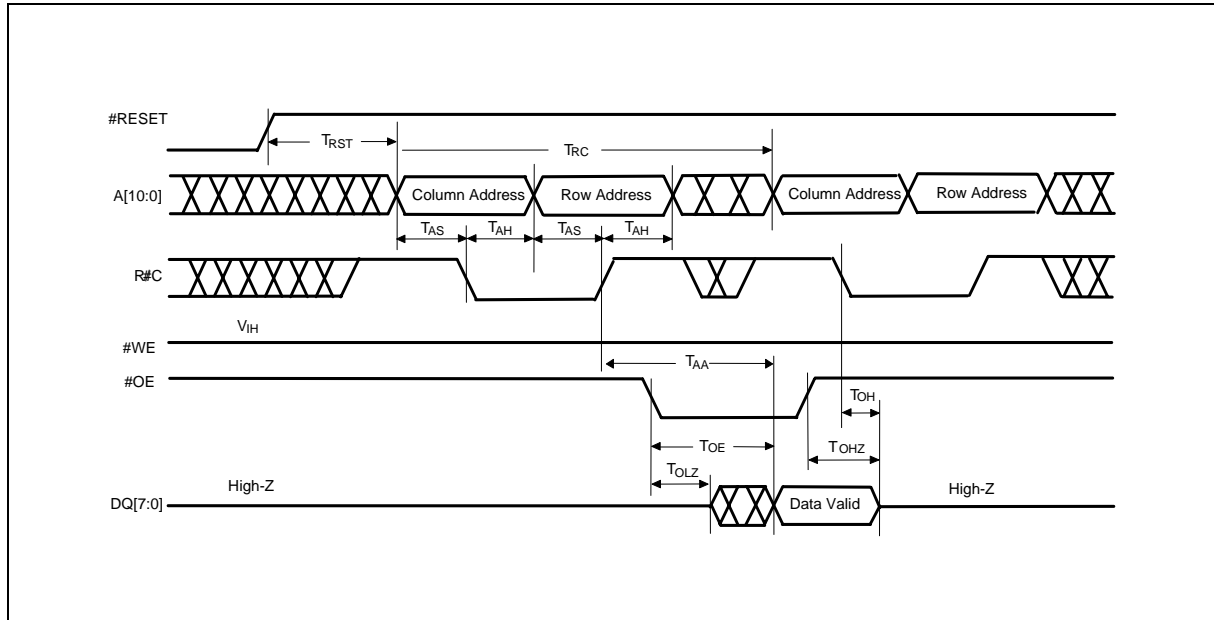 #RESET
TRST
TRC
A[10:0]
Column Address
Row Address
Column Address
Row Address
TAS
TAH
TAS
TAH
R#C
VIH
#WE
TAA
#OE
TOH
TOE
TOHZ
TOLZ
High-Z
High-Z
DQ[7:0]
Data Valid